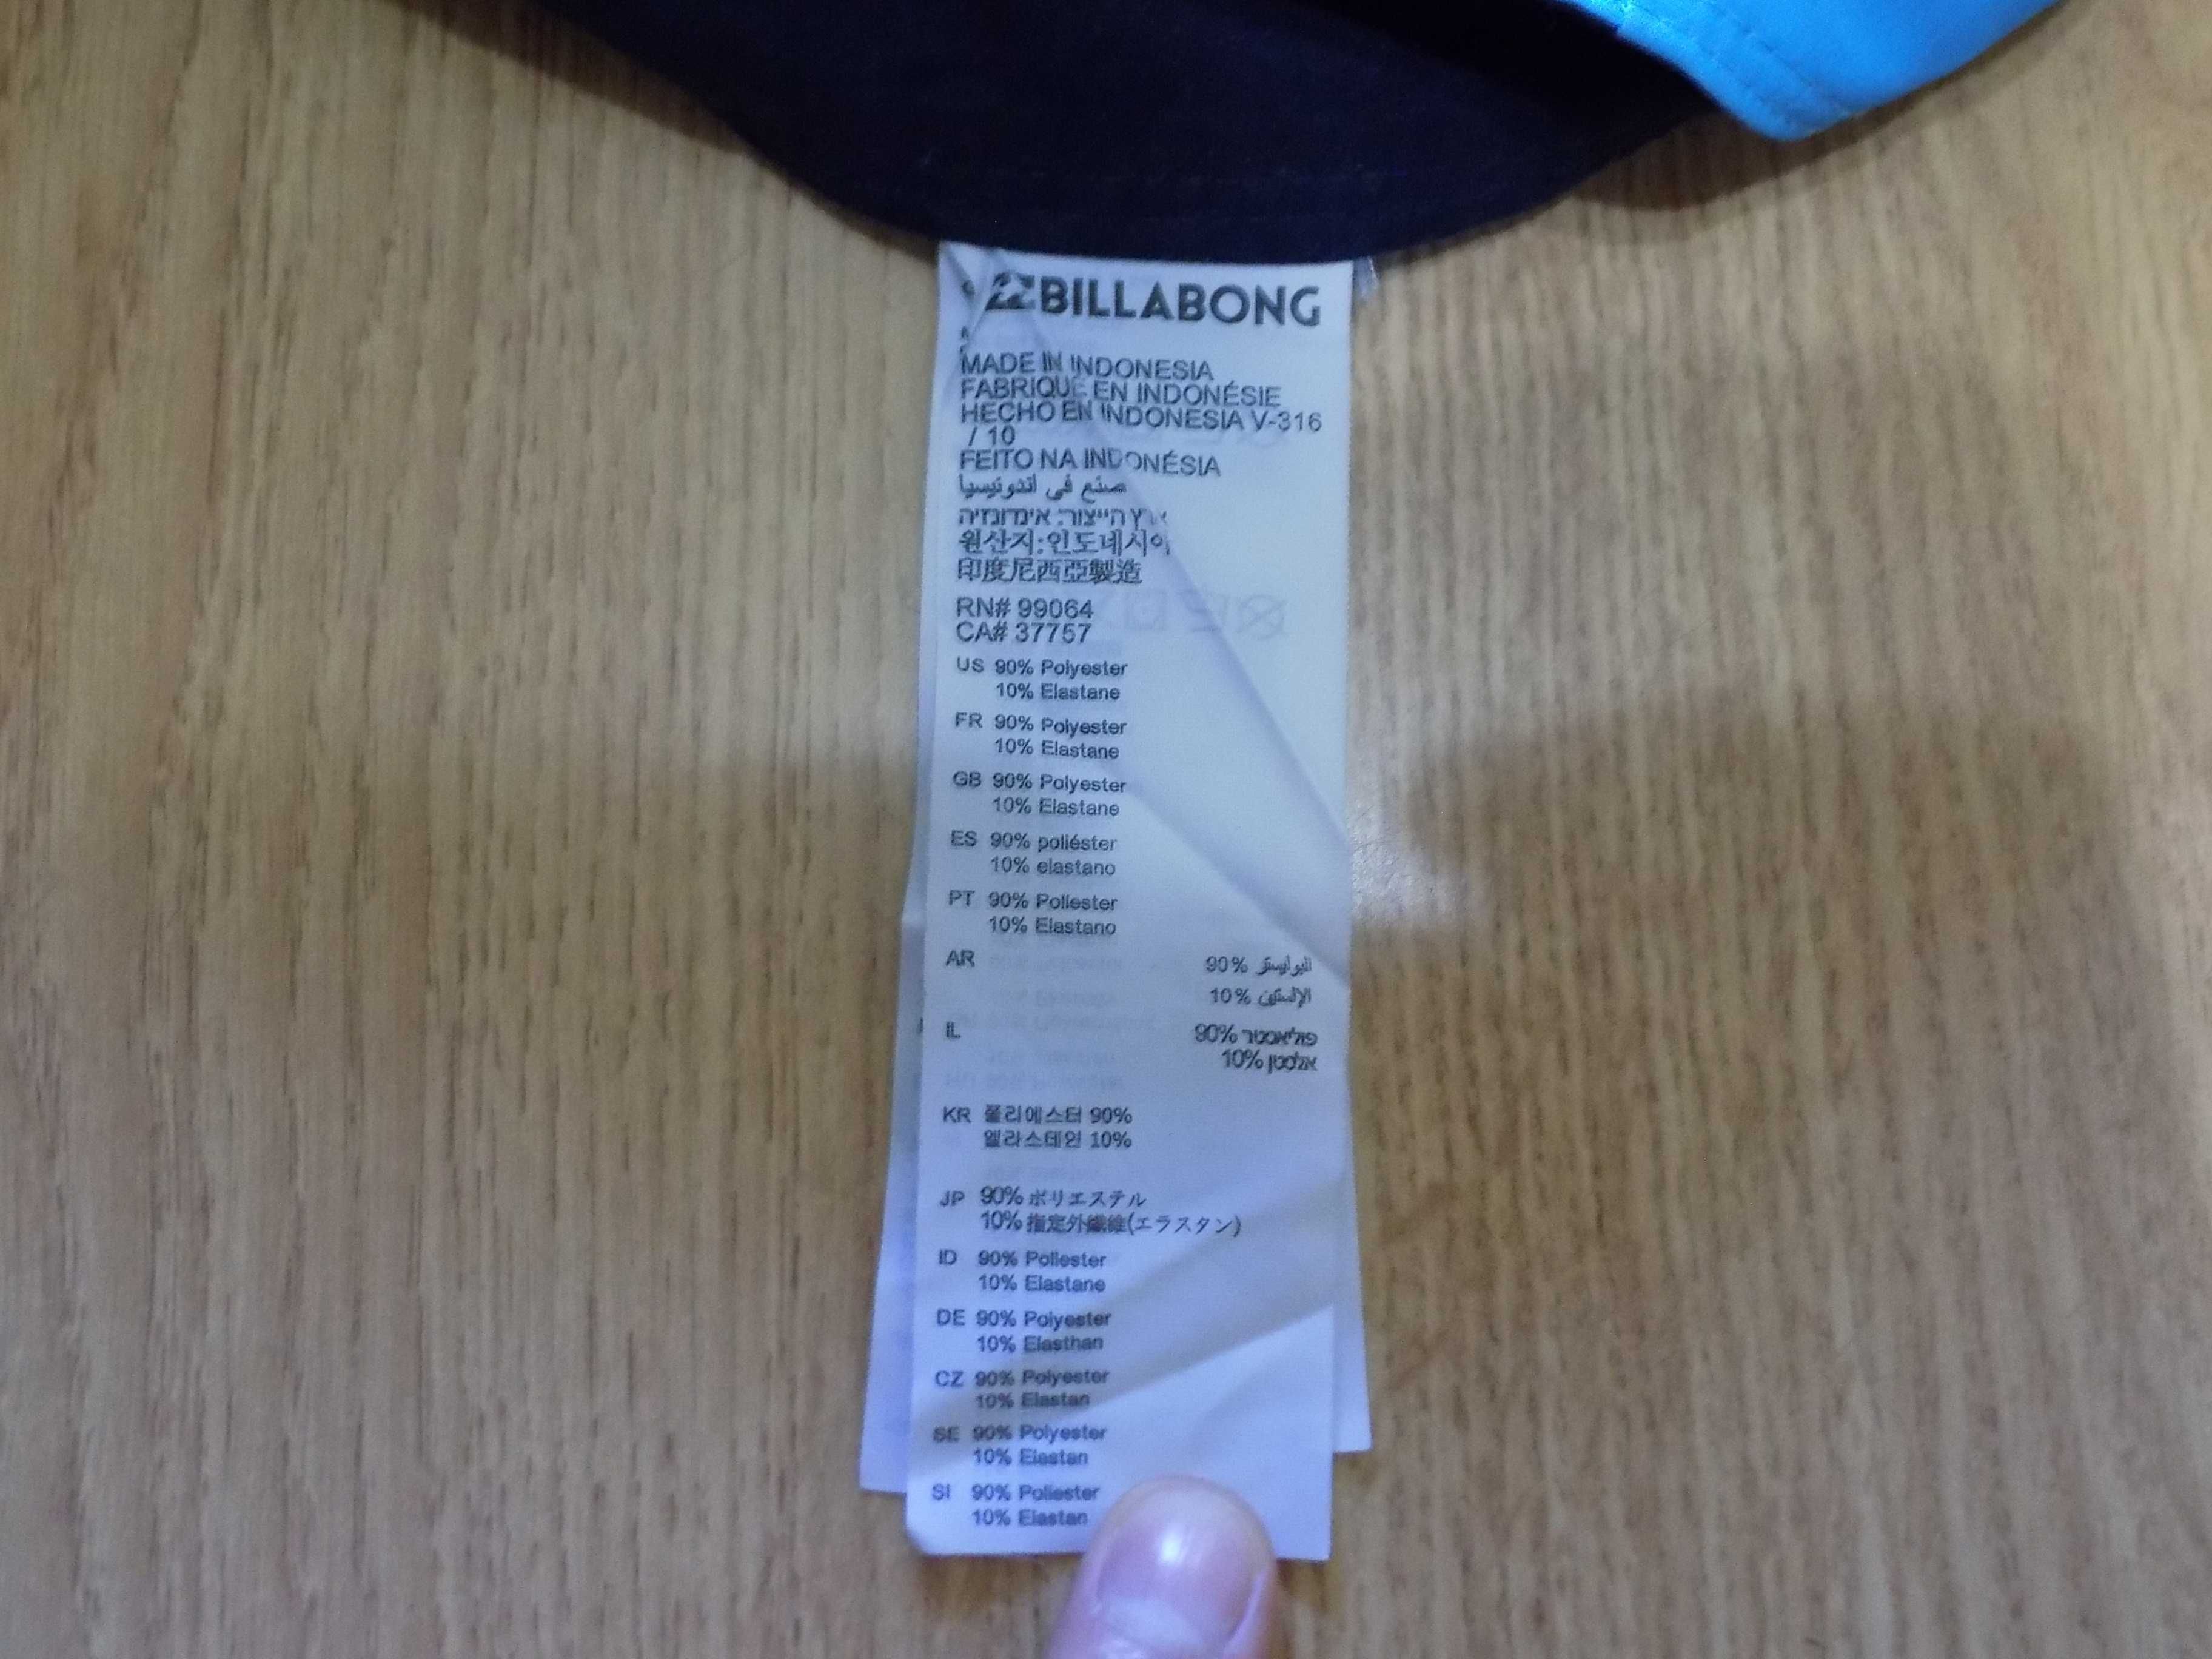 BILLABONG
MADE IN INDONESIA
FABRIQUÉ EN INDONÉSIE
HECHO EN INDONESIA V-316
/ 10
FEITO NA INDONÉSIA
صنع في اندونيسيا
ארץ הייצור: אינדונזיה
원산지:인도네시아
印度尼西亞製造
RN# 99064
CA# 37757
US 90% Polyester
10% Elastane
FR 90% Polyester
10% Elastane
GB 90% Polyester
10% Elastane
ES 90% poliéster
10% elastano
PT 90% Poliester
10% Elastano
AR 90% البوليستر
10% الإلستين
IL 90% פוליאסטר
10% אלסטן
KR 폴리에스터 90%
엘라스테인 10%
JP 90% ポリエステル
10% 指定外繊維(エラスタン)
ID 90% Poliester
10% Elastane
DE 90% Polyester
10% Elasthan
CZ 90% Polyester
10% Elastan
SE 90% Polyester
10% Elastan
SI 90% Poliester
10% Elastan